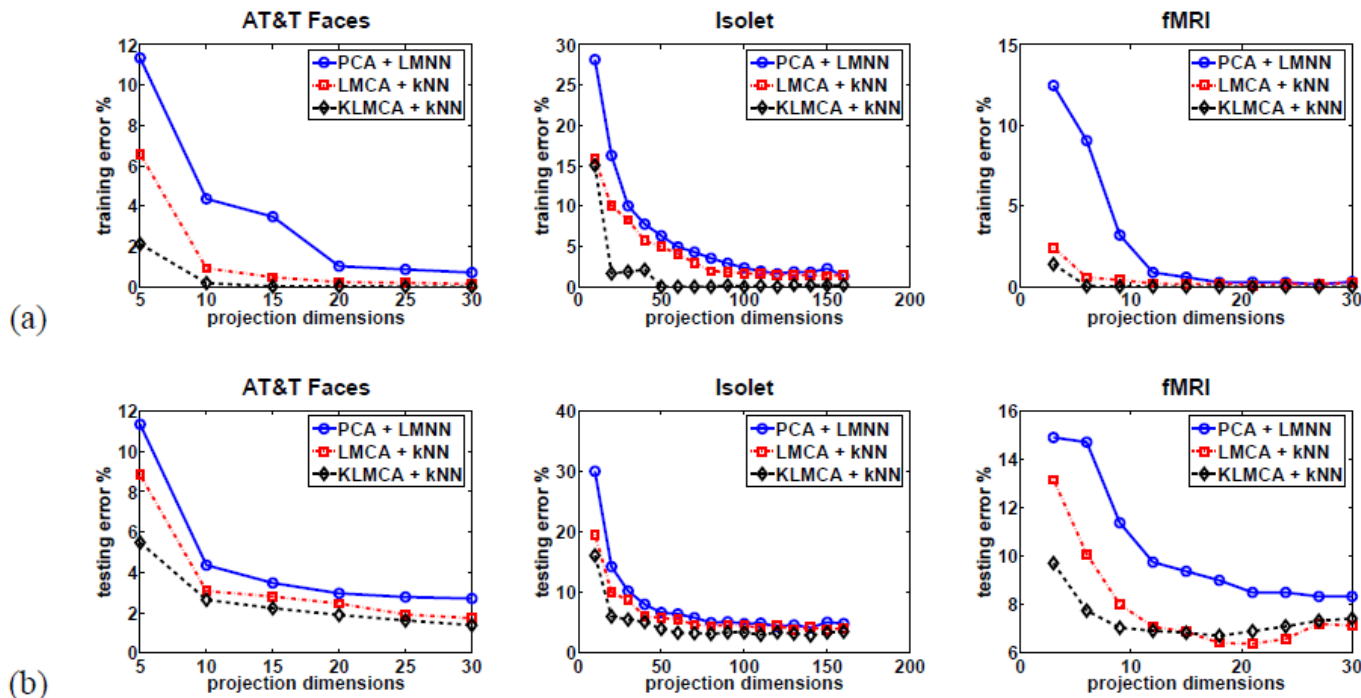 AT&T Faces
12
10
8
6
4
2
0
training error %
5 10 15 20 25 30
projection dimensions
PCA + LMNN
LMCA + kNN
KLMCA + kNN
Isolet
30
25
20
15
10
5
0
training error %
0 50 100 150 200
projection dimensions
PCA + LMNN
LMCA + kNN
KLMCA + kNN
fMRI
15
10
5
0
training error %
0 10 20 30
projection dimensions
PCA + LMNN
LMCA + kNN
KLMCA + kNN
(a)
AT&T Faces
12
10
8
6
4
2
0
testing error %
5 10 15 20 25 30
projection dimensions
PCA + LMNN
LMCA + kNN
KLMCA + kNN
Isolet
40
30
20
10
0
testing error %
0 50 100 150 200
projection dimensions
PCA + LMNN
LMCA + kNN
KLMCA + kNN
fMRI
16
14
12
10
8
6
testing error %
0 10 20 30
projection dimensions
PCA + LMNN
LMCA + kNN
KLMCA + kNN
(b)